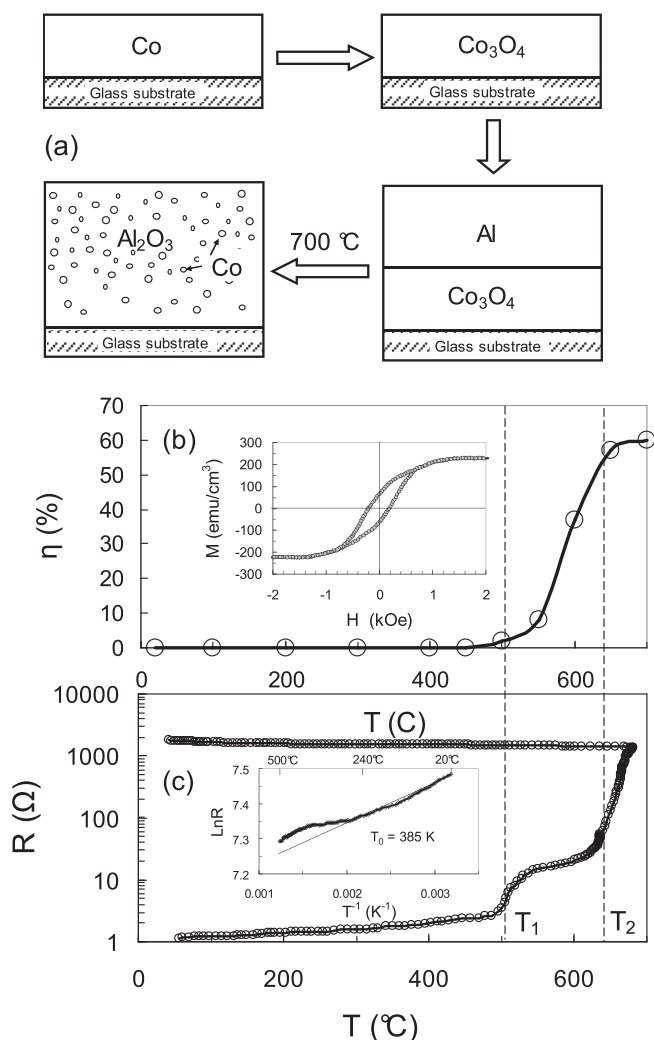 Co
Glass substrate
Co₃O₄
Glass substrate
(a)
Al₂O₃
Co
Glass substrate
700 ℃
Al
Co₃O₄
Glass substrate
(b)
η (%)
70
60
50
40
30
20
10
0
0 200 400 600
T (C)
M (emu/cm³)
300
200
100
0
-100
-200
-300
-2 -1 0 1 2
H (kOe)
(c)
R (Ω)
10000
1000
100
10
1
500℃ 240℃ 20℃
LnR
7.5
7.4
7.3
7.2
T₀ = 385 K
0.001 0.002 0.003
T⁻¹ (K⁻¹)
T₁ T₂
0 200 400 600
T (℃)